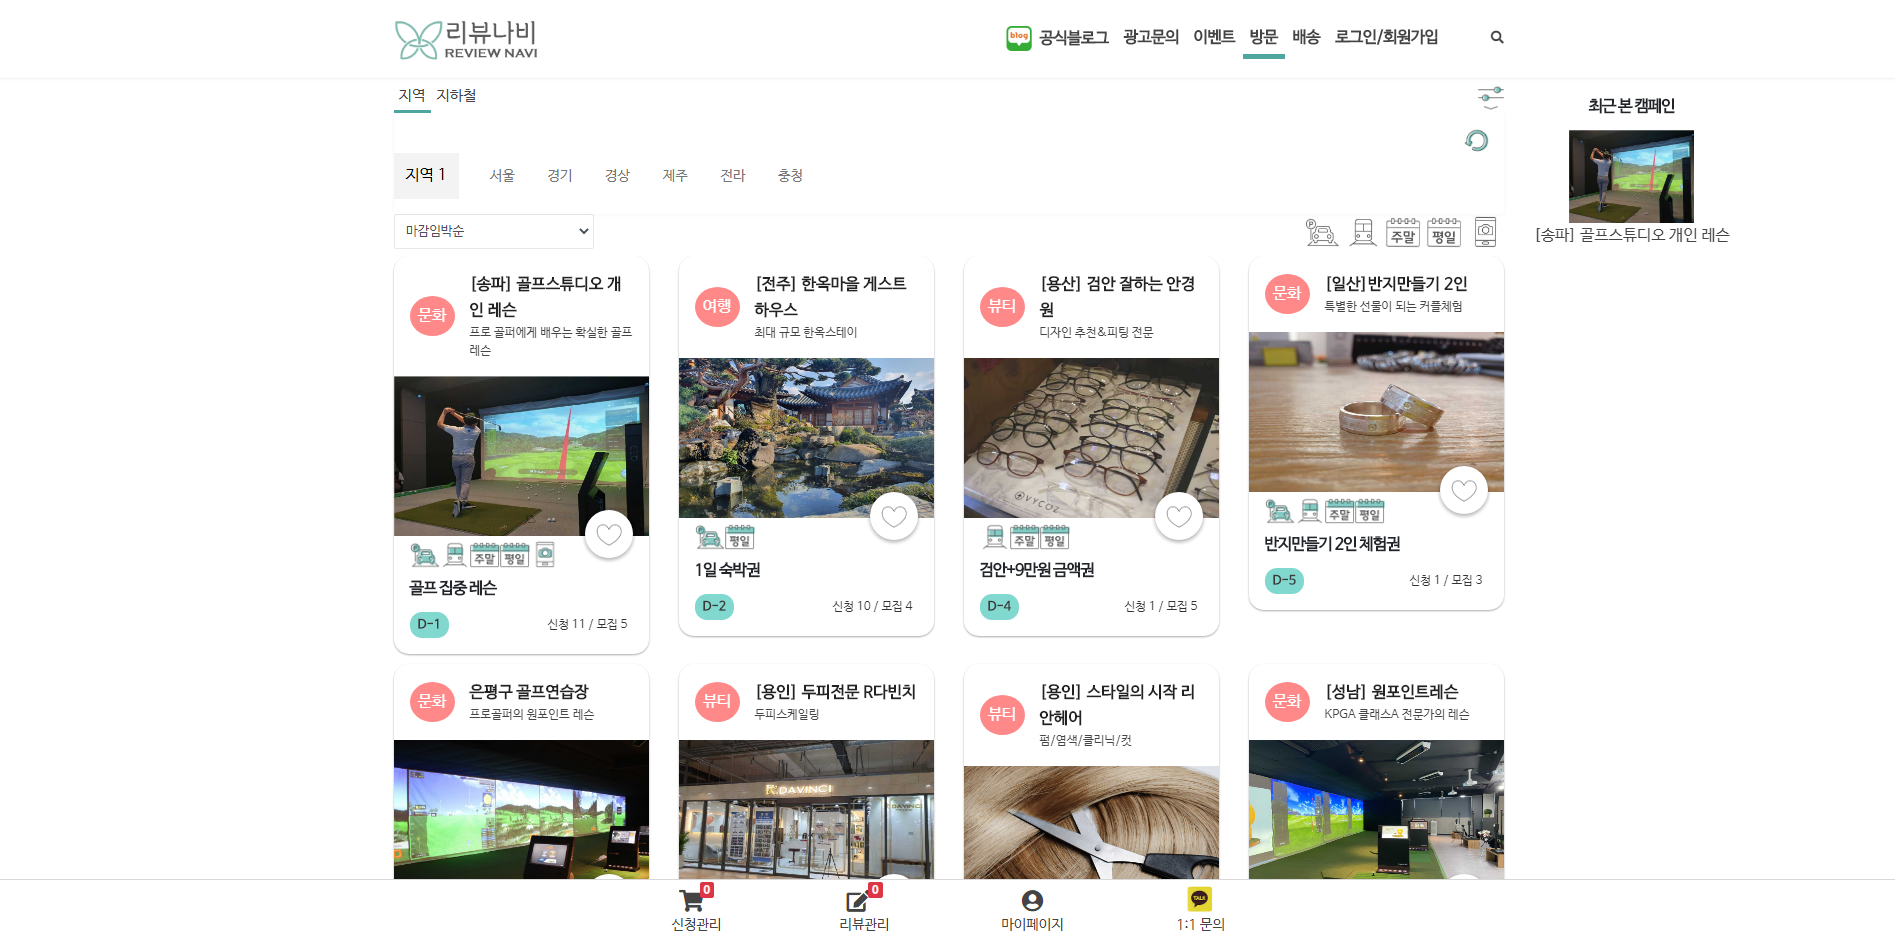 리뷰나비
REVIEW NAVI
blog 공식블로그 광고문의 이벤트 방문 배송 로그인/회원가입
지역 지하철
최근 본 캠페인
[송파] 골프스튜디오 개인 레슨
지역 1 서울 경기 경상 제주 전라 충청
마감임박순
P 주말 평일
문화
[송파] 골프스튜디오 개
인 레슨
프로 골퍼에게 배우는 확실한 골프
레슨
주말 평일
골프 집중 레슨
D-1 신청 11 / 모집 5
여행
[전주] 한옥마을 게스트
하우스
최대 규모 한옥스테이
평일
1일 숙박권
D-2 신청 10 / 모집 4
뷰티
[용산] 검안 잘하는 안경
원
디자인 추천&피팅 전문
VYCOZ
주말 평일
검안+9만원 금액권
D-4 신청 1 / 모집 5
문화
[일산]반지만들기 2인
특별한 선물이 되는 커플체험
주말 평일
반지만들기 2인 체험권
D-5 신청 1 / 모집 3
문화
은평구 골프연습장
프로골퍼의 원포인트 레슨
뷰티
[용인] 두피전문 R다빈치
두피스케일링
R.DAVINCI
DAVINCI
뷰티
[용인] 스타일의 시작 리
안헤어
펌/염색/클리닉/컷
문화
[성남] 원포인트레슨
KPGA 클래스A 전문가의 레슨
0 0 TALK
신청관리 리뷰관리 마이페이지 1:1 문의